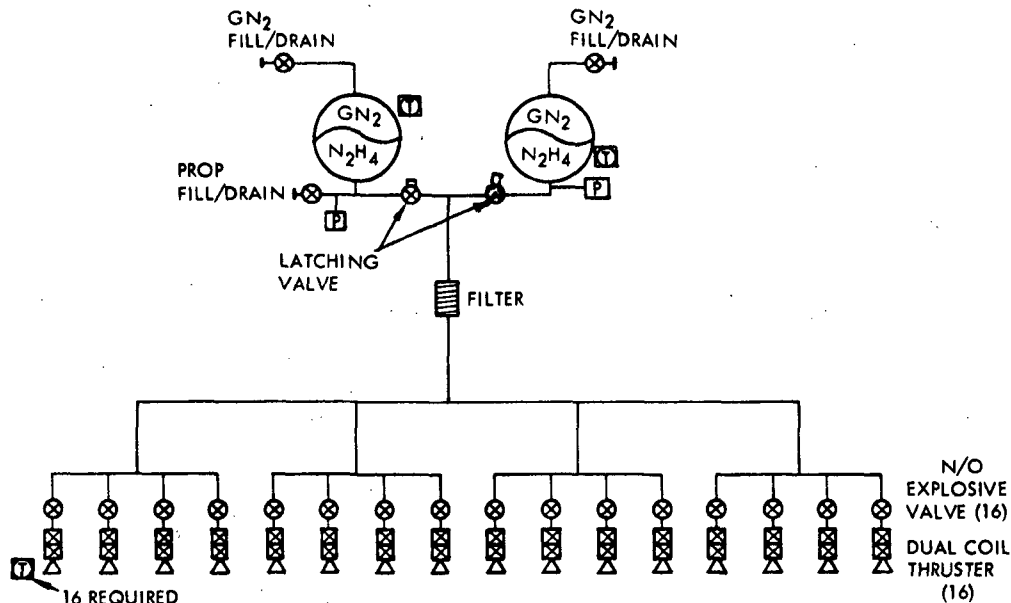 GN2
FILL/DRAIN
GN2
FILL/DRAIN
GN2
N2H4
T
GN2
N2H4
T
PROP
FILL/DRAIN
P
P
LATCHING
VALVE
FILTER
N/O
EXPLOSIVE
VALVE (16)
DUAL COIL
THRUSTER
(16)
T
16 REQUIRED